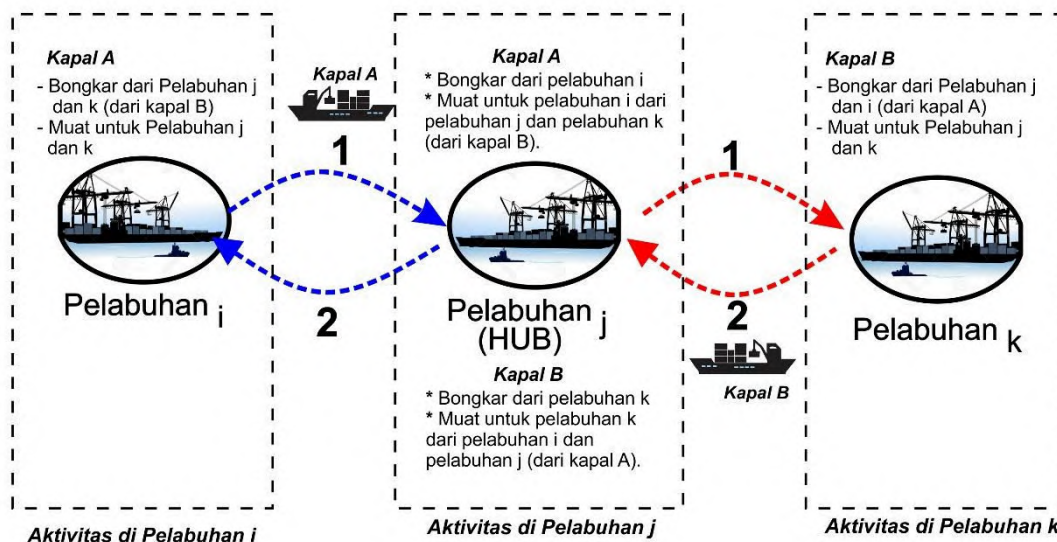 Kapal A
- Bongkar dari Pelabuhan j
dan k (dari kapal B)
- Muat untuk Pelabuhan j
dan k
Pelabuhan i
Aktivitas di Pelabuhan i
Kapal A
1
2
Kapal A
* Bongkar dari pelabuhan i
* Muat untuk pelabuhan i dari
pelabuhan j dan pelabuhan k
(dari kapal B).
Pelabuhan j
(HUB)
Kapal B
* Bongkar dari pelabuhan k
* Muat untuk pelabuhan k
dari pelabuhan i dan
pelabuhan j (dari kapal A).
Aktivitas di Pelabuhan j
1
2
Kapal B
Kapal B
- Bongkar dari Pelabuhan j
dan i (dari kapal A)
- Muat untuk Pelabuhan j
dan k
Pelabuhan k
Aktivitas di Pelabuhan k